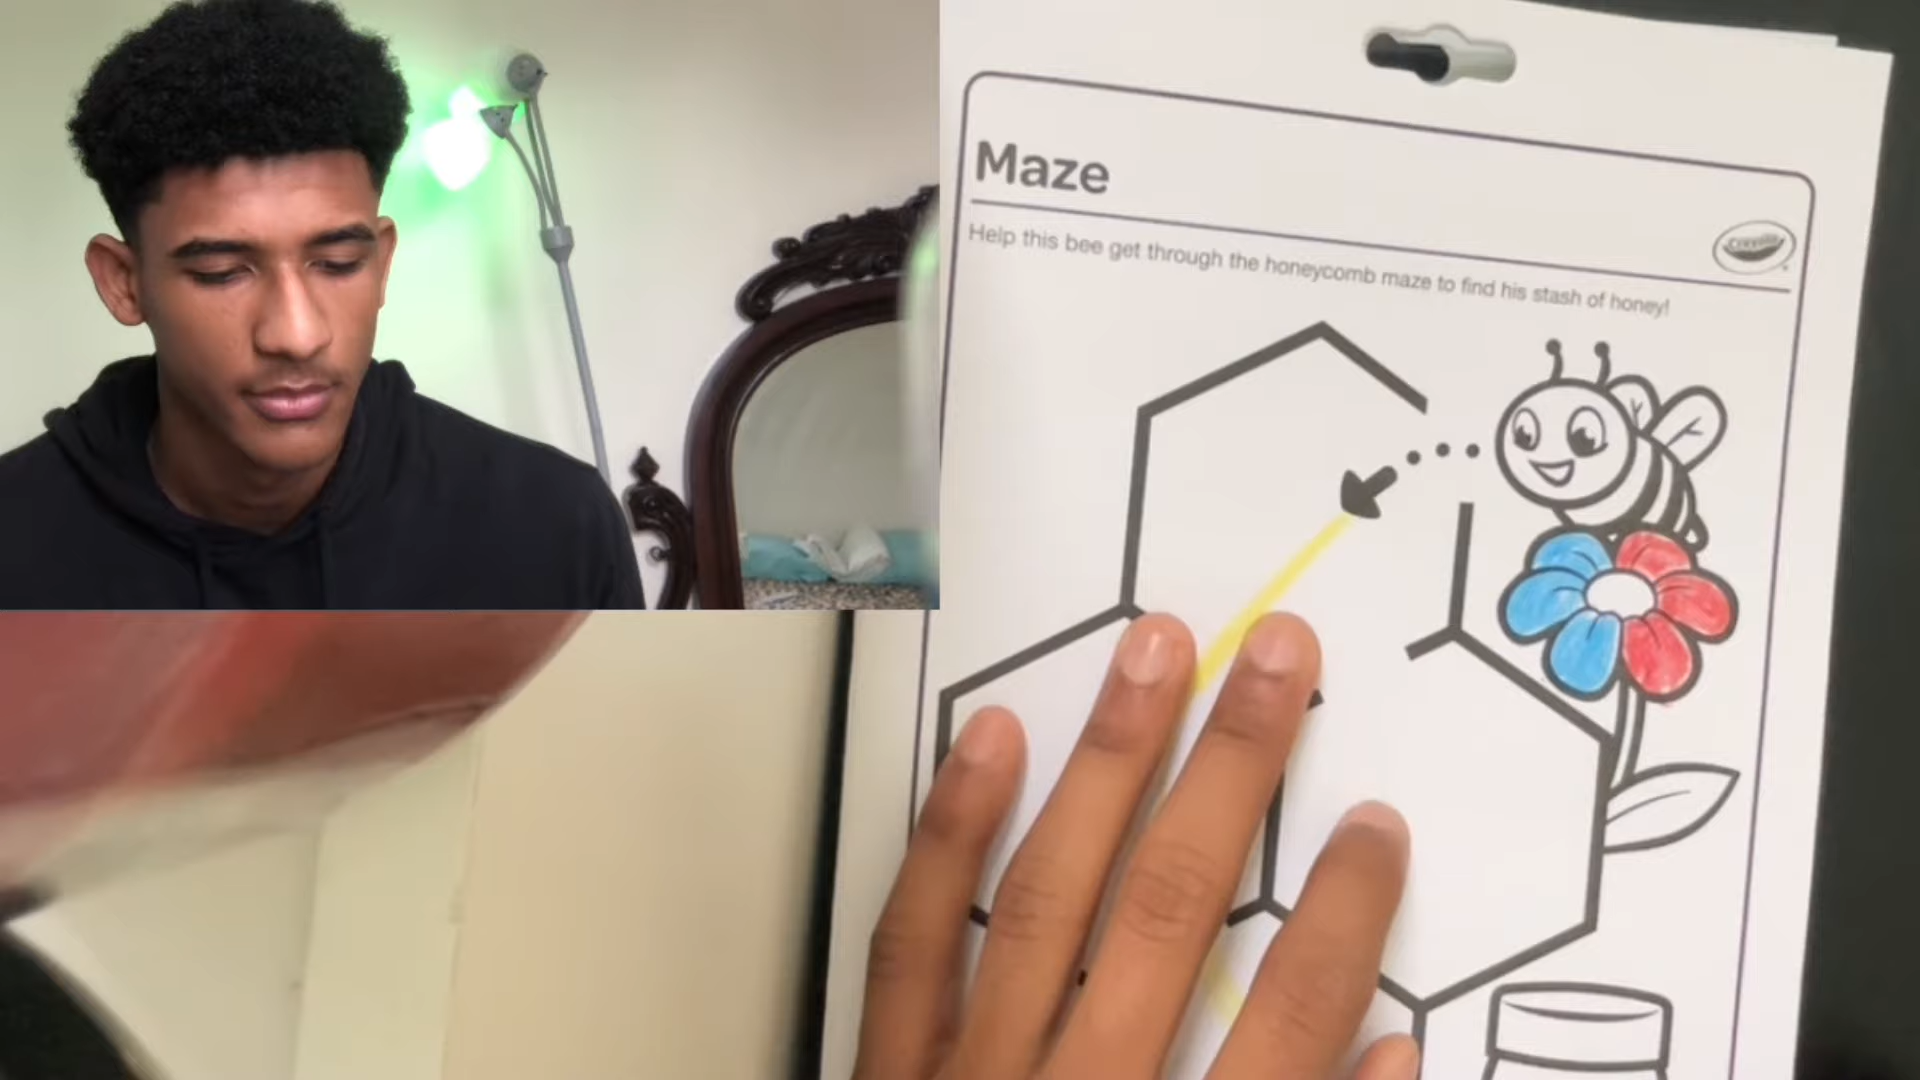 Maze
Help this bee get through the honeycomb maze to find his stash of honey!
Crayola